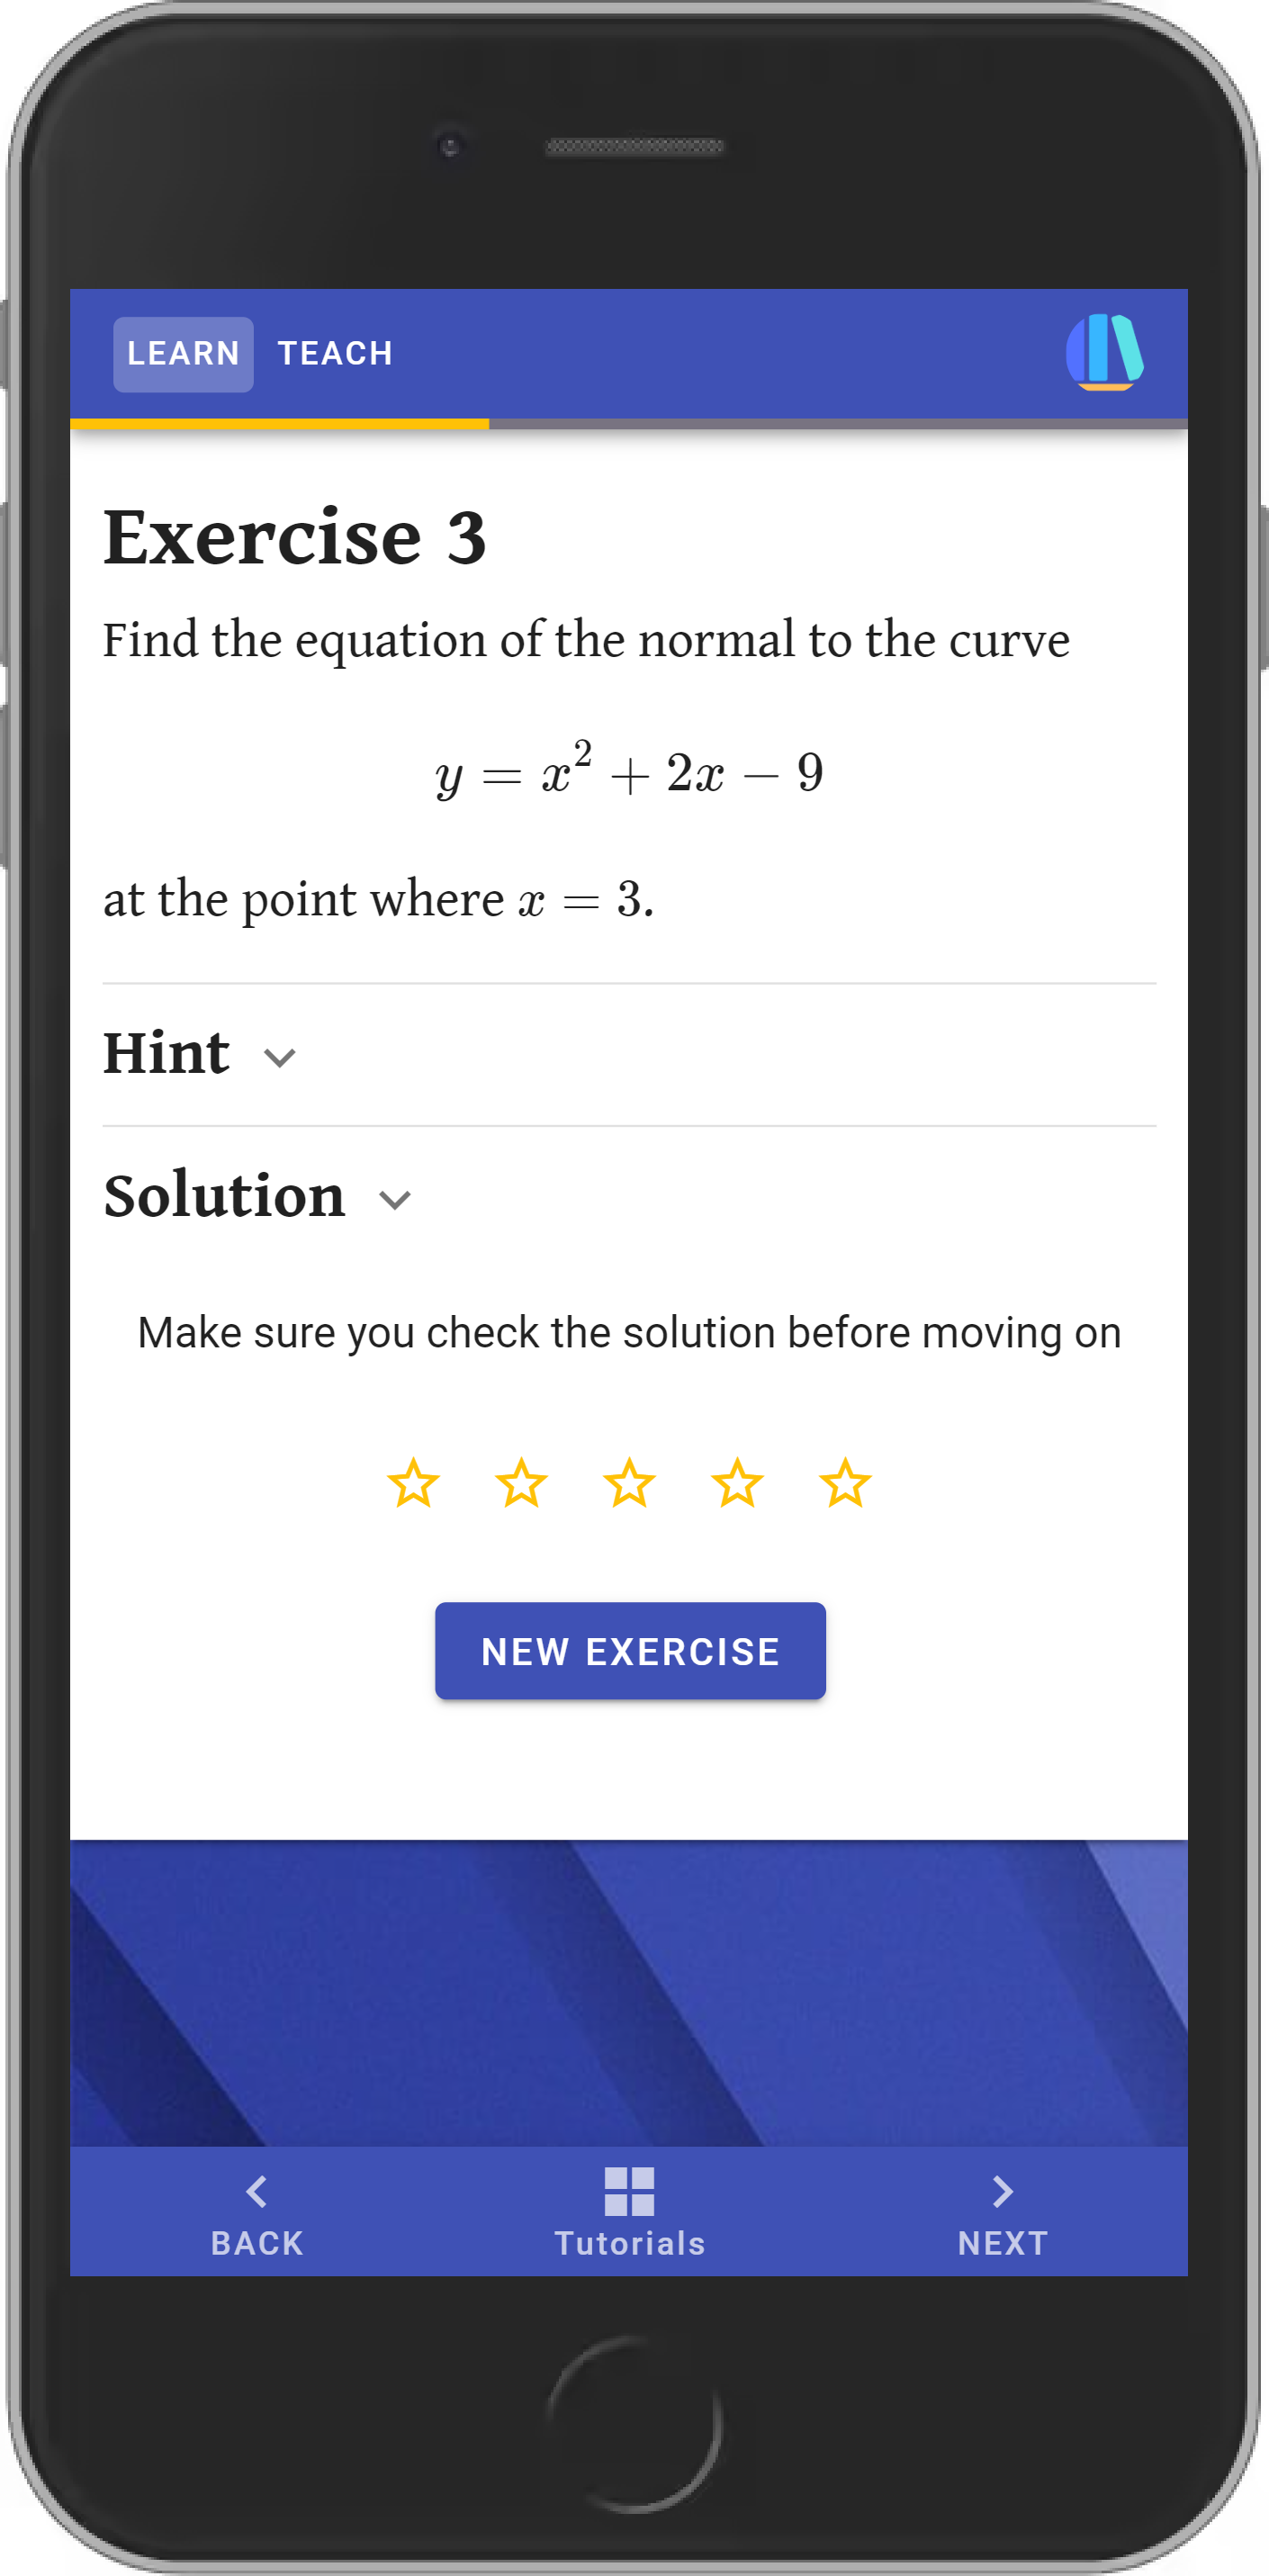 LEARN TEACH
Exercise 3
Find the equation of the normal to the curve
y = x² + 2x − 9
at the point where x = 3.
Hint
Solution
Make sure you check the solution before moving on
NEW EXERCISE
BACK Tutorials NEXT